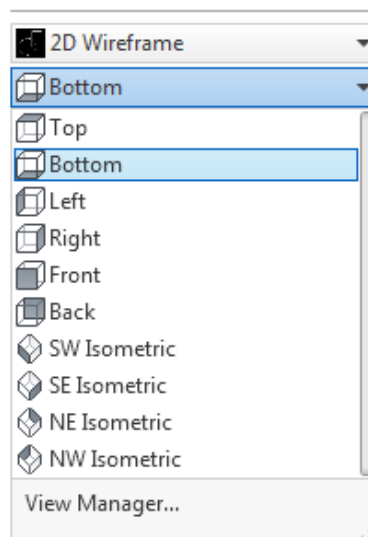 2D Wireframe
Bottom
Top
Bottom
Left
Right
Front
Back
SW Isometric
SE Isometric
NE Isometric
NW Isometric
View Manager...